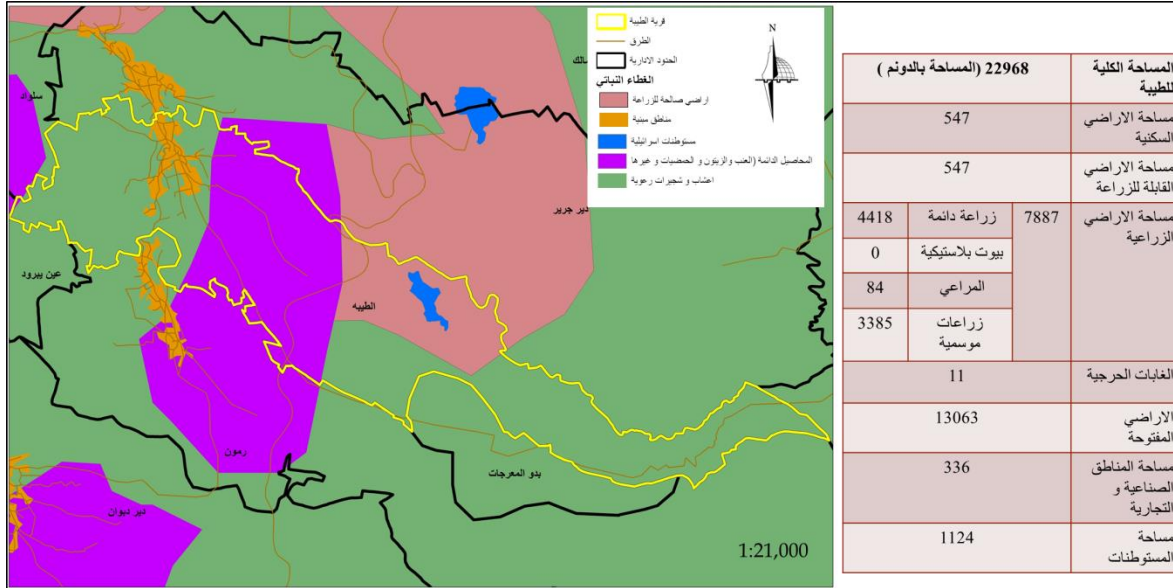 قرية الطيبة
الطرق
الحدود الادارية
الغطاء النباتي
اراضي صالحة للزراعة
مناطق مبنية
مستوطنات اسرائيلية
المحاصيل الدائمة (العنب والزيتون و الحمضيات و غيرها
اعشاب و شجيرات رعوية
سلواد
دير جرير
عين يبرود
الطيبه
رمون
بدو المعرجات
دير ديوان
1:21,000
المساحة الكلية
للطيبة
22968 (المساحة بالدونم )
مساحة الاراضي
السكنية
547
مساحة الاراضي
القابلة للزراعة
547
مساحة الاراضي
الزراعية
7887
زراعة دائمة
4418
بيوت بلاستيكية
0
المراعي
84
زراعات
موسمية
3385
الغابات الحرجية
11
الاراضي
المفتوحة
13063
مساحة المناطق
الصناعية و
التجارية
336
مساحة
المستوطنات
1124